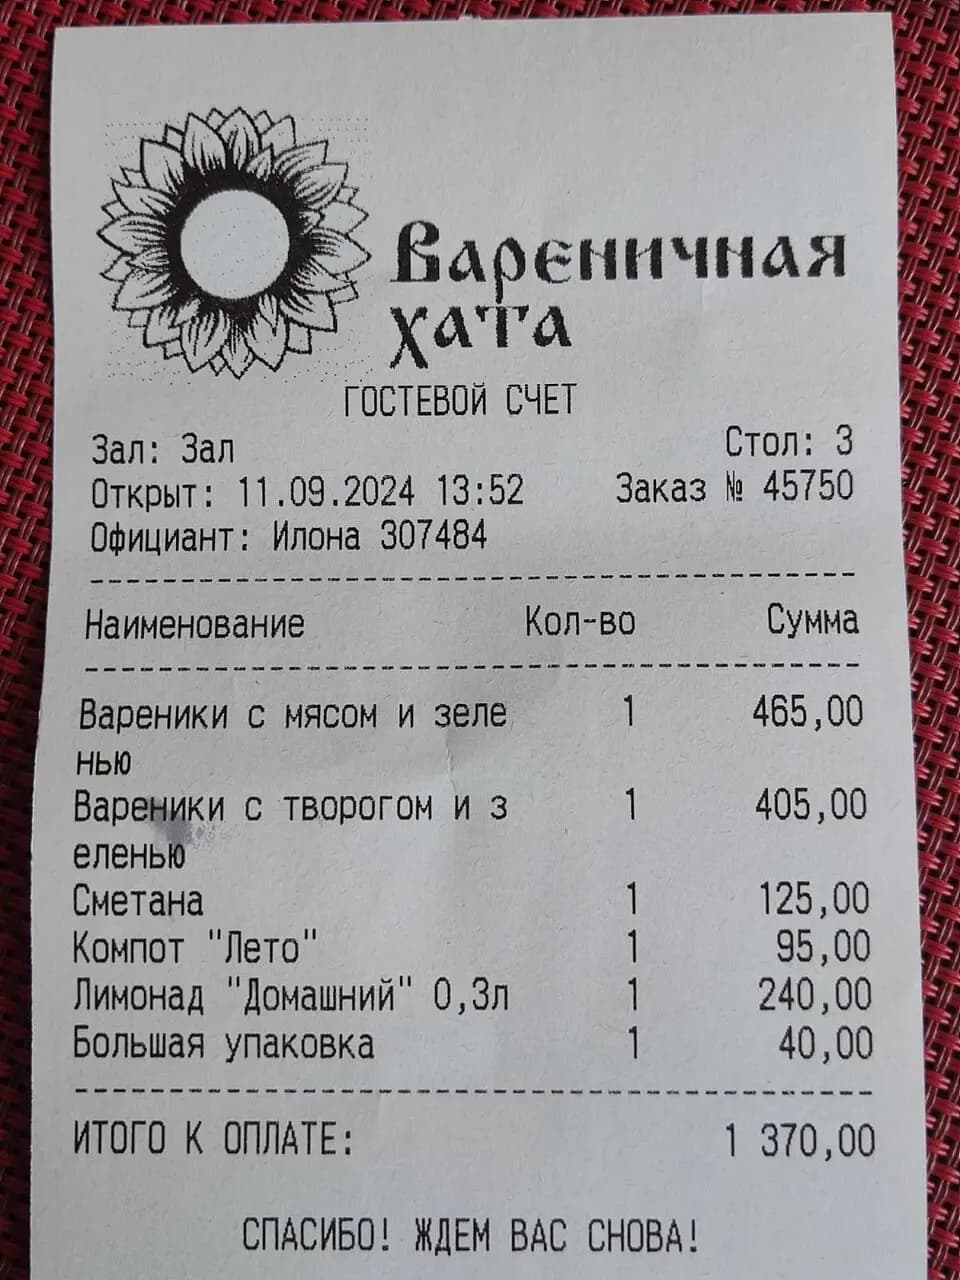 Вареничная
хата
ГОСТЕВОЙ СЧЕТ
Зал: Зал Стол: 3
Открыт: 11.09.2024 13:52 Заказ № 45750
Официант: Илона 307484
Наименование Кол-во Сумма
Вареники с мясом и зеле 1 465,00
нью
Вареники с творогом и з 1 405,00
еленью
Сметана 1 125,00
Компот "Лето" 1 95,00
Лимонад "Домашний" 0,3л 1 240,00
Большая упаковка 1 40,00
ИТОГО К ОПЛАТЕ: 1 370,00
СПАСИБО! ЖДЕМ ВАС СНОВА!